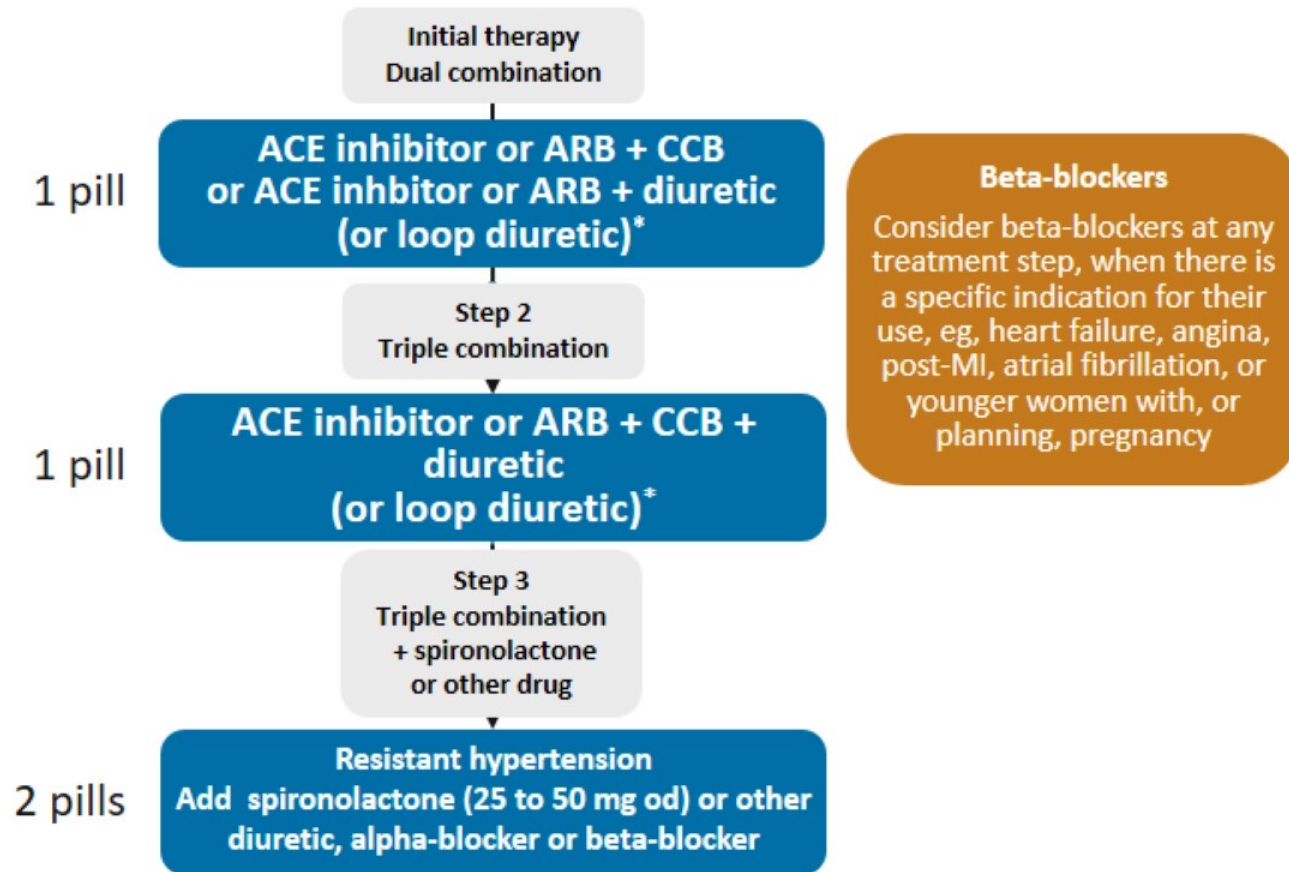 Initial therapy
Dual combination
1 pill
ACE inhibitor or ARB + CCB
or ACE inhbitor or ARB + diuretic
(or loop diuretic)*
Beta-blockers
Consider beta-blockers at any
treatment step, when there is
a specific indication for their
use, eg, heart failure, angina,
post-MI, atrial fibrillation, or
younger women with, or
planning, pregnancy
Step 2
Triple combination
1 pill
ACE inhibitor or ARB + CCB +
diuretic
(or loop diuretic)*
Step 3
Triple combination
+ spironolactone
or other drug
2 pills
Resistant hypertension
Add spironolactone (25 to 50 mg od) or other
diuretic, alpha-blocker or beta-blocker